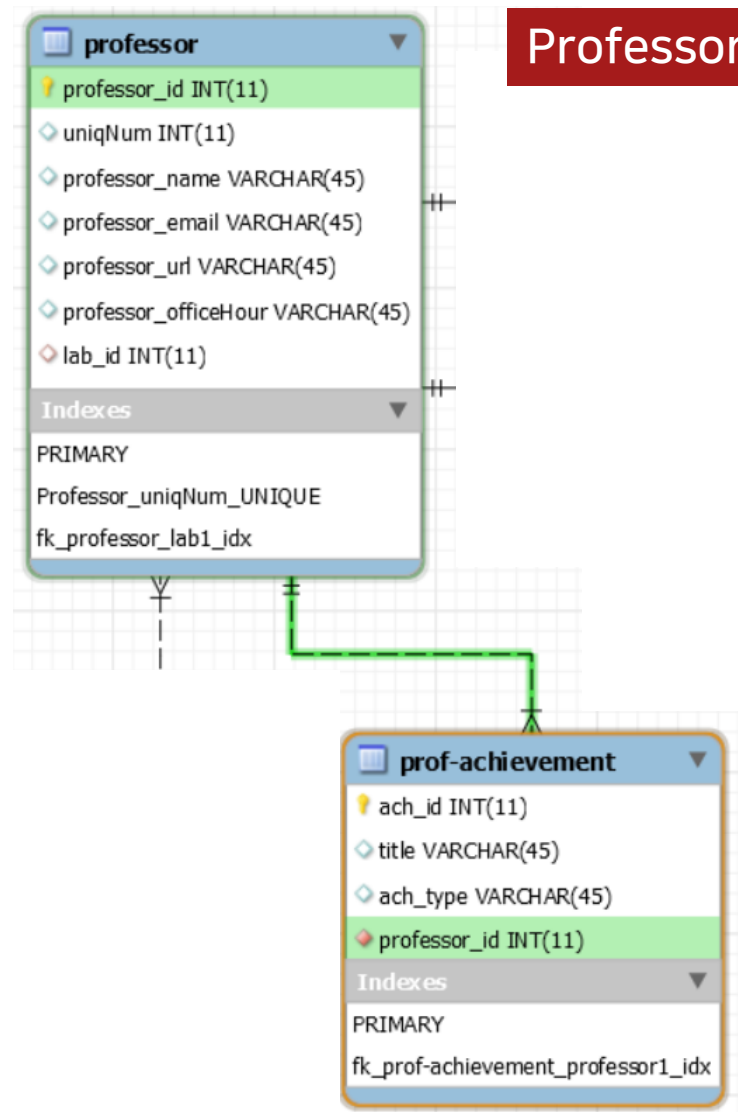 professor
Professor
professor_id INT(11)
uniqNum INT(11)
professor_name VARCHAR(45)
professor_email VARCHAR(45)
professor_url VARCHAR(45)
professor_officeHour VARCHAR(45)
lab_id INT(11)
Indexes
PRIMARY
Professor_uniqNum_UNIQUE
fk_professor_lab1_idx
prof-achievement
ach_id INT(11)
title VARCHAR(45)
ach_type VARCHAR(45)
professor_id INT(11)
Indexes
PRIMARY
fk_prof-achievement_professor1_idx